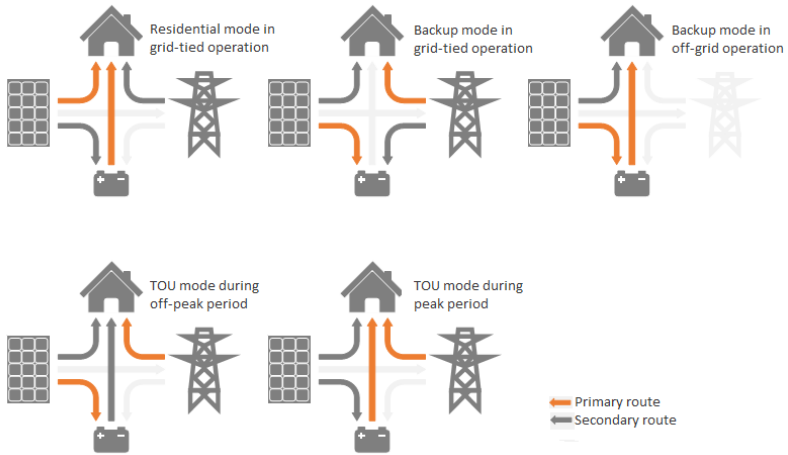 Residential mode in
grid-tied operation
Backup mode in
grid-tied operation
Backup mode in
off-grid operation
TOU mode during
off-peak period
TOU mode during
peak period
Primary route
Secondary route